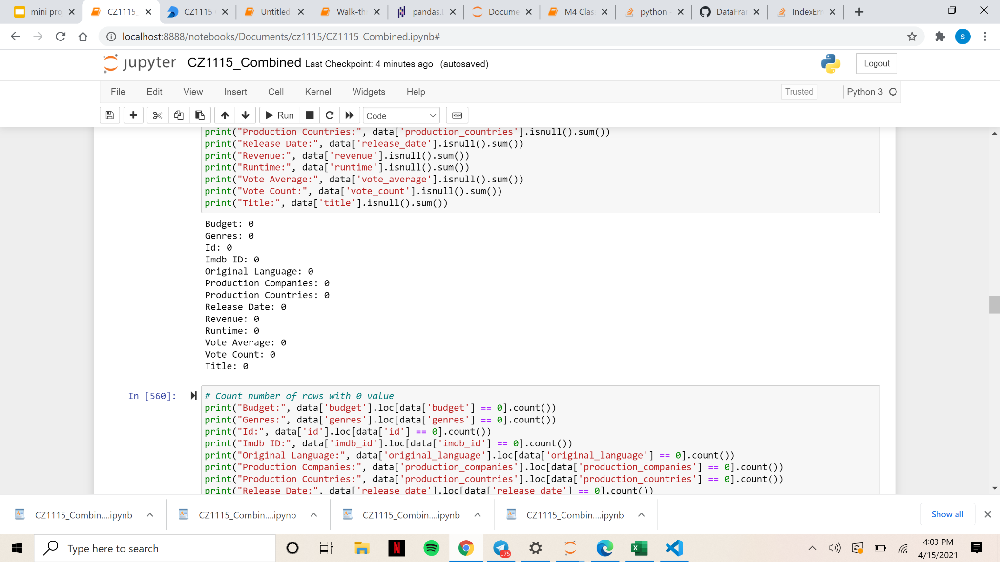 mini pro
CZ1115_
CZ1115
Untitled
Walk-thr
pandas.
Docume
M4 Clas
python -
DataFrar
IndexErr
localhost:8888/notebooks/Documents/cz1115/CZ1115_Combined.ipynb#
S
jupyter CZ1115_Combined Last Checkpoint: 4 minutes ago (autosaved)
Logout
File Edit View Insert Cell Kernel Widgets Help
Trusted
Python 3
Run
Code
print("Production Countries:", data['production_countries'].isnull().sum())
print("Release Date:", data['release_date'].isnull().sum())
print("Revenue:", data['revenue'].isnull().sum())
print("Runtime:", data['runtime'].isnull().sum())
print("Vote Average:", data['vote_average'].isnull().sum())
print("Vote Count:", data['vote_count'].isnull().sum())
print("Title:", data['title'].isnull().sum())
Budget: 0
Genres: 0
Id: 0
Imdb ID: 0
Original Language: 0
Production Companies: 0
Production Countries: 0
Release Date: 0
Revenue: 0
Runtime: 0
Vote Average: 0
Vote Count: 0
Title: 0
In [560]:
# Count number of rows with 0 value
print("Budget:", data['budget'].loc[data['budget'] == 0].count())
print("Genres:", data['genres'].loc[data['genres'] == 0].count())
print("Id:", data['id'].loc[data['id'] == 0].count())
print("Imdb ID:", data['imdb_id'].loc[data['imdb_id'] == 0].count())
print("Original Language:", data['original_language'].loc[data['original_language'] == 0].count())
print("Production Companies:", data['production_companies'].loc[data['production_companies'] == 0].count())
print("Production Countries:", data['production_countries'].loc[data['production_countries'] == 0].count())
print("Release Date:", data['release_date'].loc[data['release_date'] == 0].count())
CZ1115_Combin....ipynb
CZ1115_Combin....ipynb
CZ1115_Combin....ipynb
CZ1115_Combin....ipynb
Show all
Type here to search
N
..75
X
4:03 PM
4/15/2021